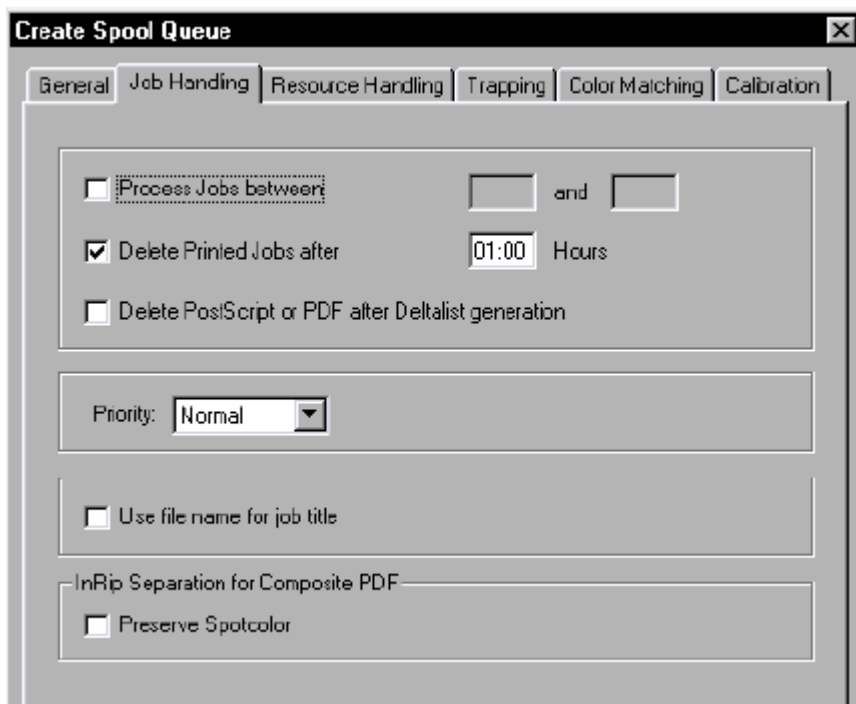 Create Spool Queue
General Job Handling Resource Handling Trapping Color Matching Calibration
Process Jobs between and
Delete Printed Jobs after 01:00 Hours
Delete PostScript or PDF after Deltalist generation
Priority: Normal
Use file name for job title
InRip Separation for Composite PDF
Preserve Spotcolor